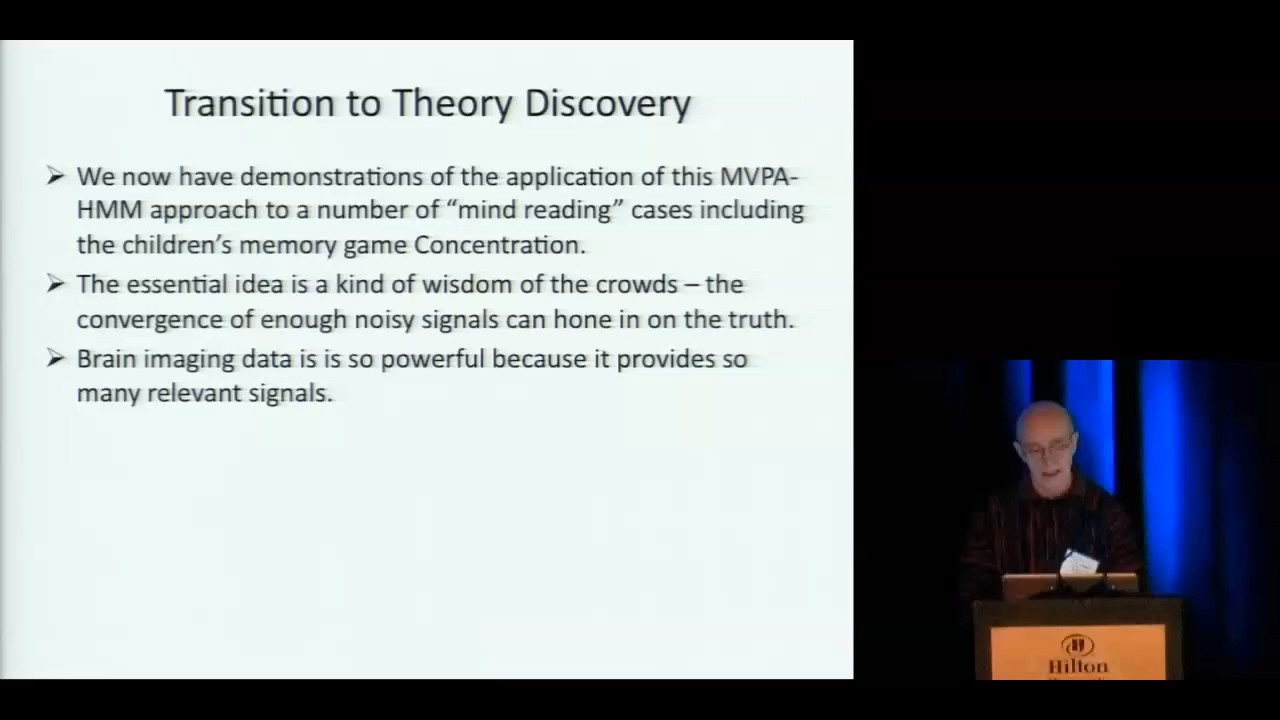 Transition to Theory Discovery
➢ We now have demonstrations of the application of this MVPA-
HMM approach to a number of “mind reading” cases including
the children’s memory game Concentration.
➢ The essential idea is a kind of wisdom of the crowds – the
convergence of enough noisy signals can hone in on the truth.
➢ Brain imaging data is is so powerful because it provides so
many relevant signals.
Hilton